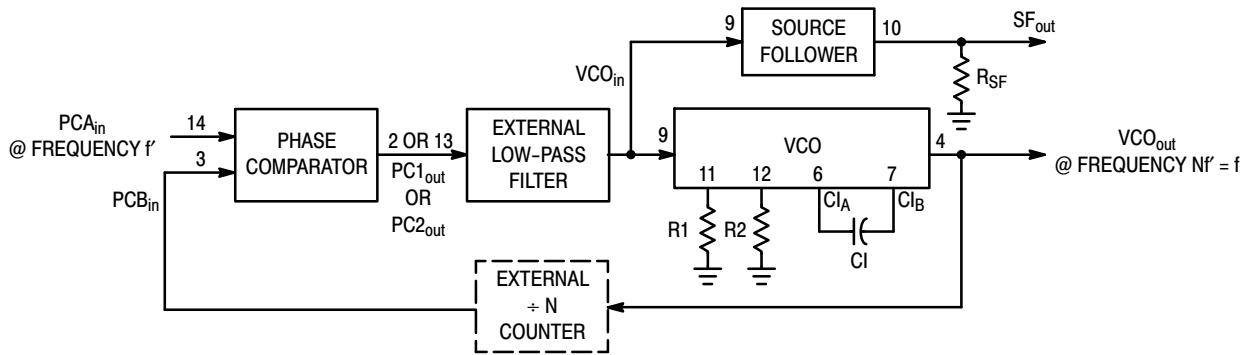 9
SOURCE
FOLLOWER
10
SFout
RSF
VCOin
PCAin
@ FREQUENCY f′
14
3
PCBin
PHASE
COMPARATOR
2 OR 13
PC1out
OR
PC2out
EXTERNAL
LOW–PASS
FILTER
9
VCO
4
11
12
6
7
R1
R2
CIA
CIB
CI
VCOout
@ FREQUENCY Nf′ = f
EXTERNAL
÷ N
COUNTER